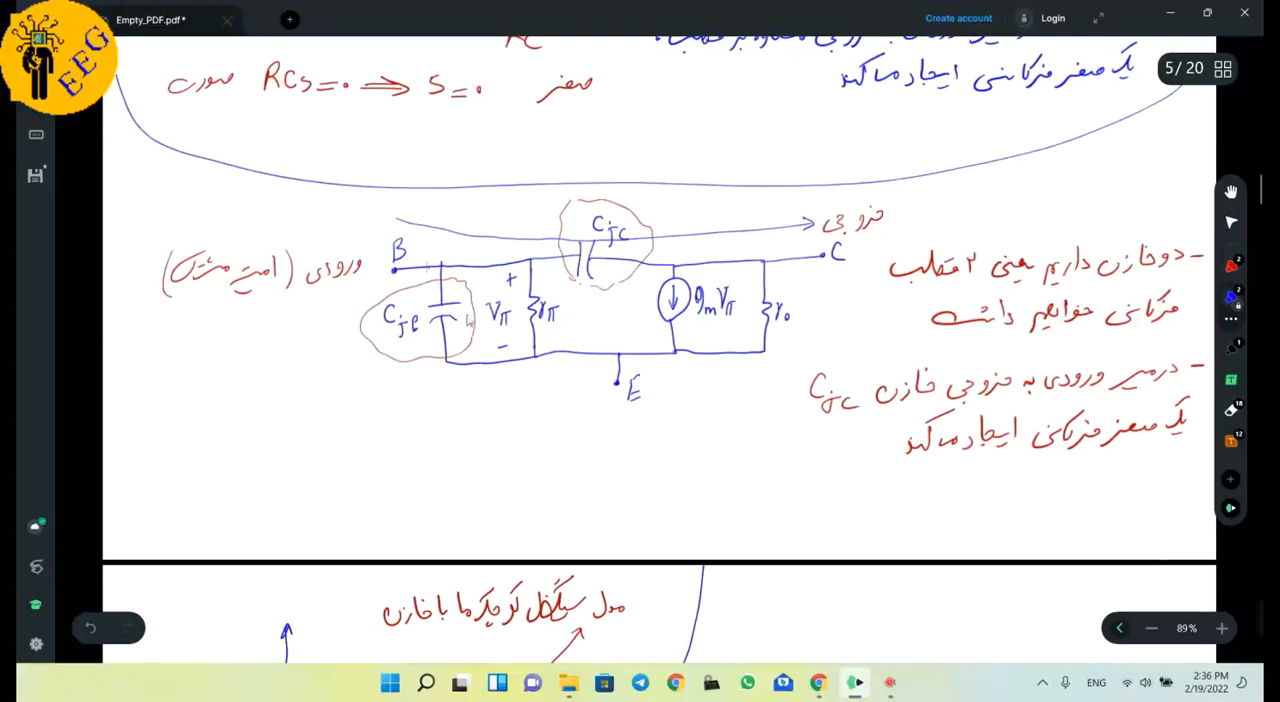 Empty_PDF.pdf*
Create account
Login
EEG
RC
یک صفر فرکانسی ایجاد میکند
5/20
صورت RCs=0 ⟹ S=0 صفر
Cjc
خروجی
B
C
ورودی (امیتر مشترک)
Cje
+
Vπ
-
rπ
gmVπ
ro
E
- دو خازن داریم یعنی 2 قطب
فرکانسی خواهیم داشت
- در مسیر ورودی به خروجی خازن Cjc
یک صفر فرکانسی ایجاد میکند
مدل سیگنال کوچک ما با خازن
89%
ENG
2:36 PM
2/19/2022